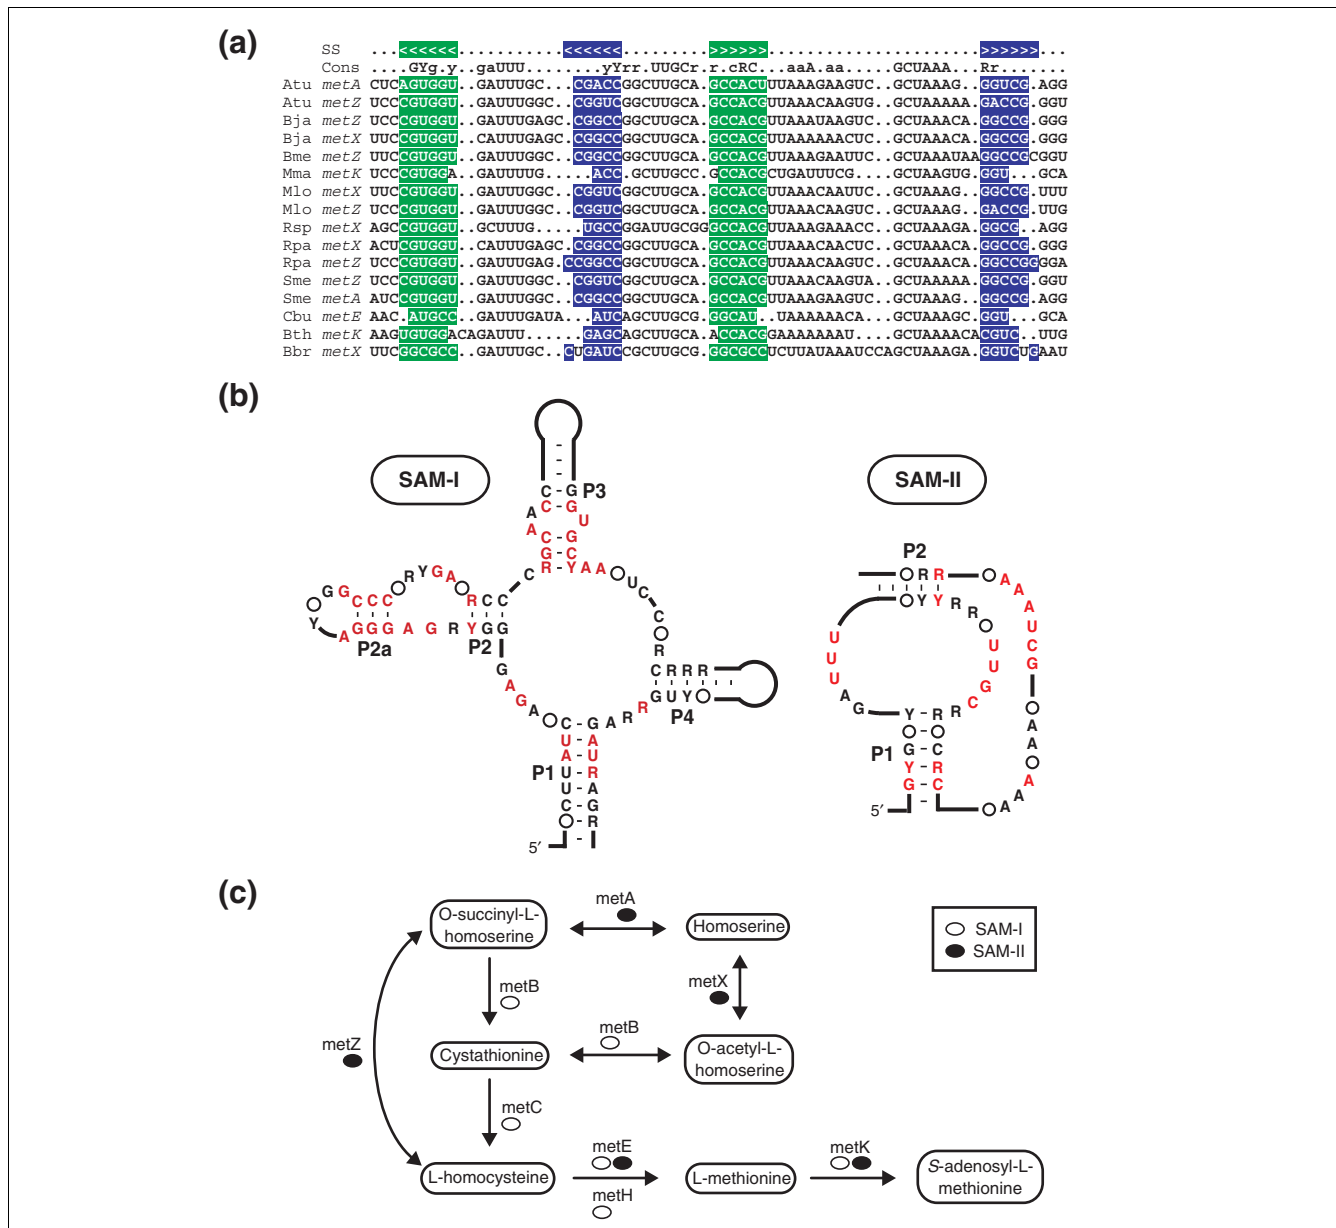 (a)
SS ...<<<<<<...........<<<<<<.........>>>>>>......................>>>>>>...
Cons ....GYg.y..gaUUU........yYrr.UUGCr.r.cRC...aaA.aa.....GCUAAA...Rr.......
Atu metA CUCAGUGGU..GAUUUGC...CGACCGGCUUGCA.GCCACUUUAAAGAAGUC...GCUAAAG..GGUCG.AGG
Atu metZ UCCCGUGGU..GAUUUGGC..CGGUCGGCUUGCA.GCCACGUUAAACAAGUG...GCUAAAAA.GACCG.GGU
Bja metZ UCCCGUGGU..GAUUUGAGC.CGGCCGGCUUGCA.GCCACGUUAAAUAAGUC...GCUAAACA.GGCCG.GGG
Bja metX UUCCGUGGU..CAUUUGAGC.CGGCCGGCUUGCA.GCCACGUUAAAAAACUC...GCUAAACA.GGCCG.GGG
Bme metZ UUCCGUGGU..GAUUUGGC..CGGCCGGCUUGCA.GCCACGUUAAAGAAUUC...GCUAAAUAAGGCCGCGGU
Mma metK UCCCGUGGA..GAUUUUG.....ACC.GCUUGCC.GCCACGCUGAUUUCG....GCUAAGUG.GGU...GCA
Mlo metX UUCCGUGGU..GAUUUGGC..CGGUCGGCUUGCA.GCCACGUUAAACAAUUC...GCUAAAG..GGCCG.UUU
Mlo metZ UCCCGUGGU..GAUUUGGC..CGGUCGGCUUGCA.GCCACGUUAAACAAGUC...GCUAAAG..GACCG.UUG
Rsp metX AGCCGUGGU..GCUUUG.....UGCCGGAUUGCGGGCCACGUUAAAGAAACC...GCUAAACA.GGCG..AGG
Rpa metX ACUCGUGGU..CAUUUGAGC.CGGCCGGCUUGCA.GCCACGUUAAACAAGUC...GCUAAACA.GGCCG.GGG
Rpa metZ UCCCGUGGU..GAUUUGAG.CCGGCCGGCUUGCA.GCCACGUUAAACAAGUC...GCUAAACA.GGCCGGGGA
Sme metZ UCCCGUGGU..GAUUUGGC..CGGUCGGCUUGCA.GCCACGUUAAACAAGUA...GCUAAAAA.GGCCG.GGU
Sme metA AUCCGUGGU..GAUUUGGC..CGGCCGGCUUGCA.GCCACGUUAAACAAGUC...GCUAAAG..GGCCG.AGG
Cbu metE AAC.AUGCC..GAUUUGAUA...AUCAGCUUGCG.GGCAU..UAAAAAACA....GCUAAAGC.GGU...GCA
Bth metK AAGUGUGGACAGAUUU......GAGCAGCUUGCAACCACGGAAAAAAAU.....GCUAAAACACGUC..UUG
Bbr metX UUCGGCGCC..GAUUUGC..CUGAUCCGCUUGCG.GGCGCCUCUUAUAAAUCCAGCUAAAGA.GGUCUGAAU
(b)
SAM-I
P3
P2a
P2
P4
P1
5′
SAM-II
P2
P1
5′
(c)
metA
O-succinyl-L-
homoserine
Homoserine
SAM-I
SAM-II
metB
metX
metB
metZ
Cystathionine
O-acetyl-L-
homoserine
metC
metE
metK
L-homocysteine
L-methionine
S-adenosyl-L-
methionine
metH